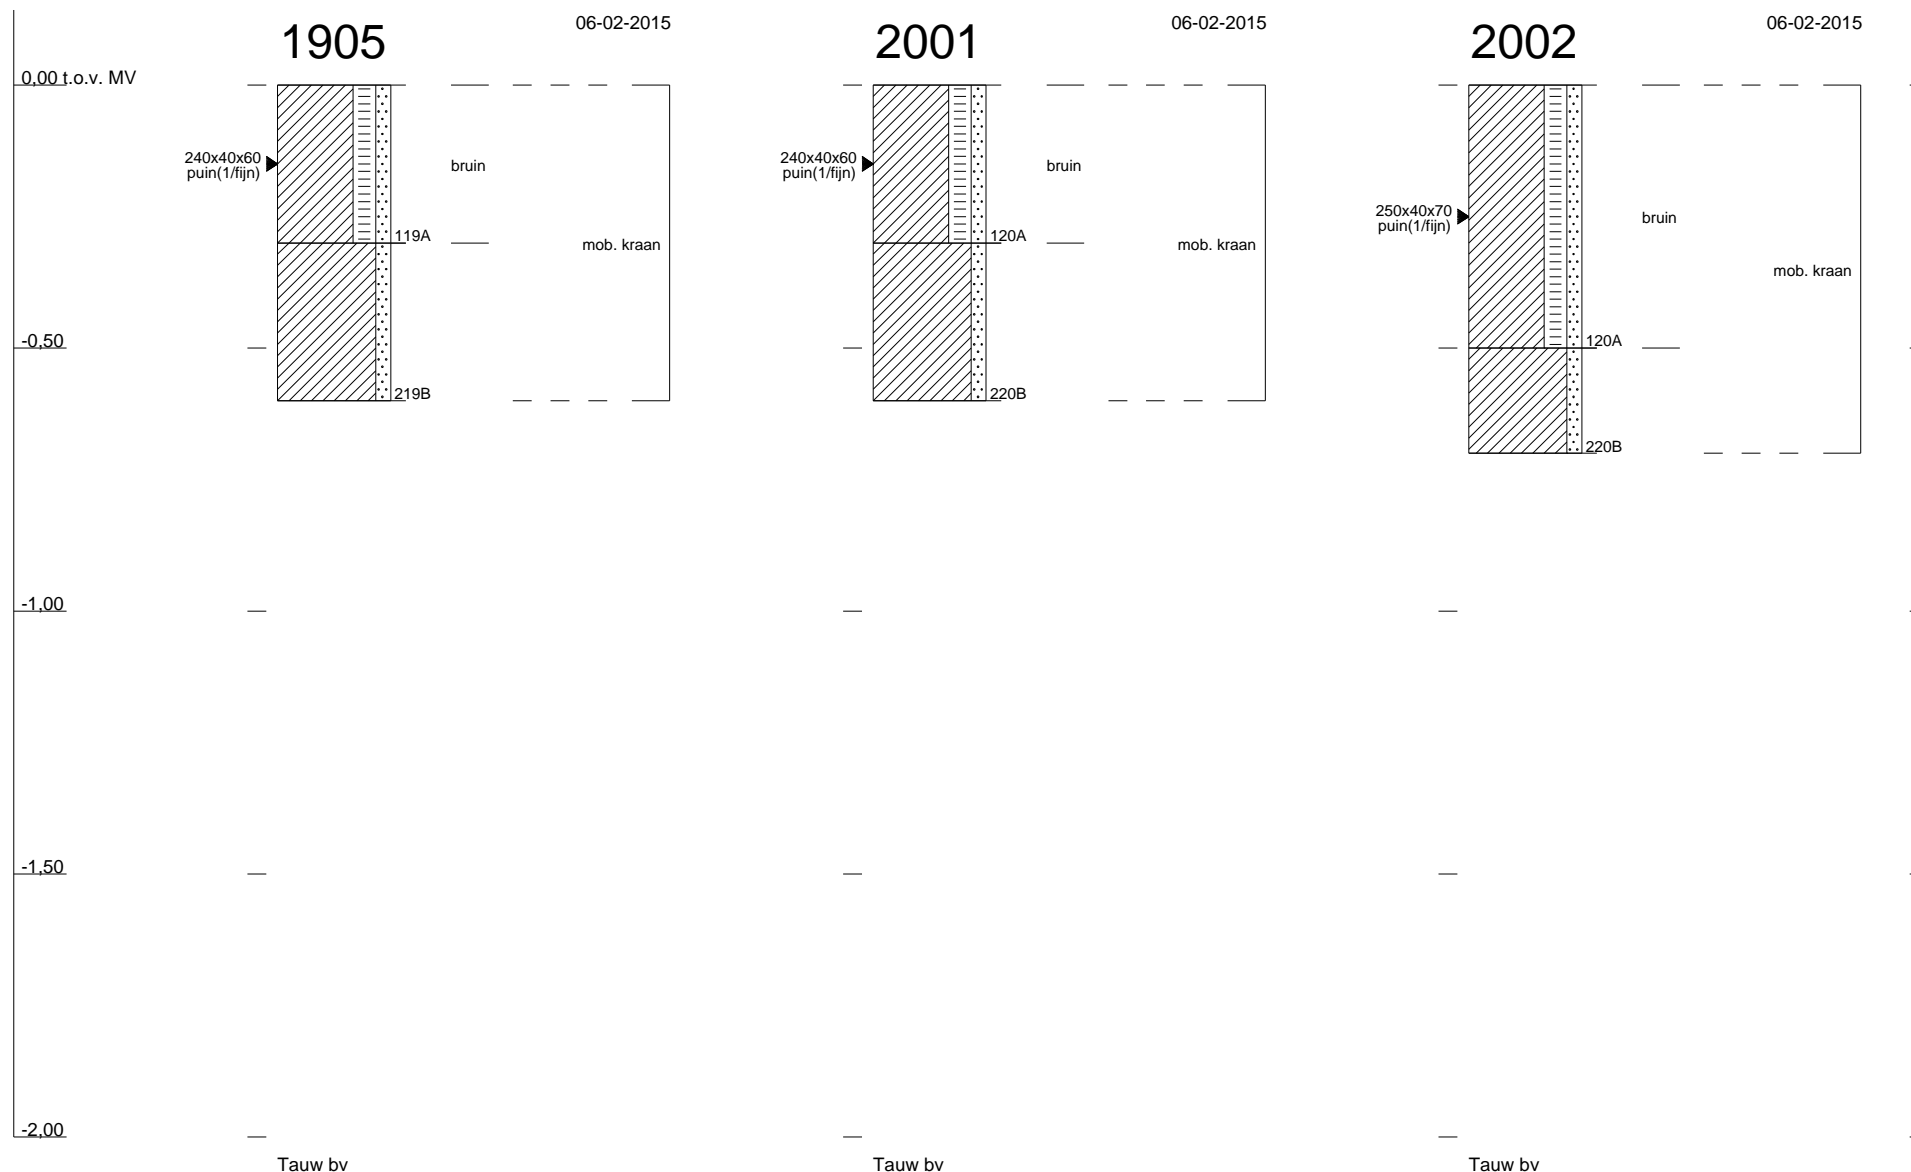 1905
06-02-2015
2001
06-02-2015
2002
06-02-2015
0,00 t.o.v. MV
240x40x60
puin(1/fijn)
bruin
119A
mob. kraan
219B
240x40x60
puin(1/fijn)
bruin
120A
mob. kraan
220B
250x40x70
puin(1/fijn)
bruin
mob. kraan
120A
220B
-0,50
-1,00
-1,50
-2,00
Tauw bv
Tauw bv
Tauw bv